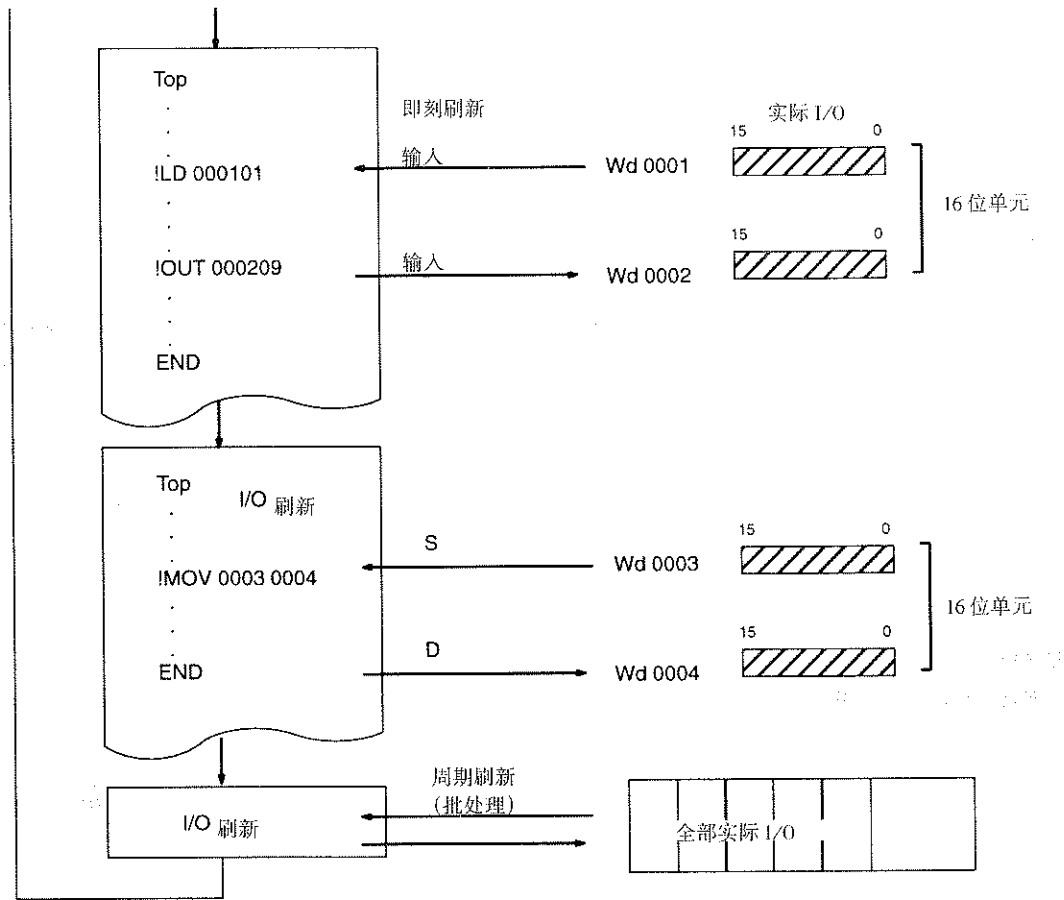 Top
即刻刷新
实际 I/O
15 0
!LD 000101
输入
Wd 0001
16 位单元
15 0
!OUT 000209
输入
Wd 0002
END
Top
I/O 刷新
15 0
S
!MOV 0003 0004
Wd 0003
16 位单元
15 0
D
END
Wd 0004
周期刷新
(批处理)
I/O 刷新
全部实际 I/O